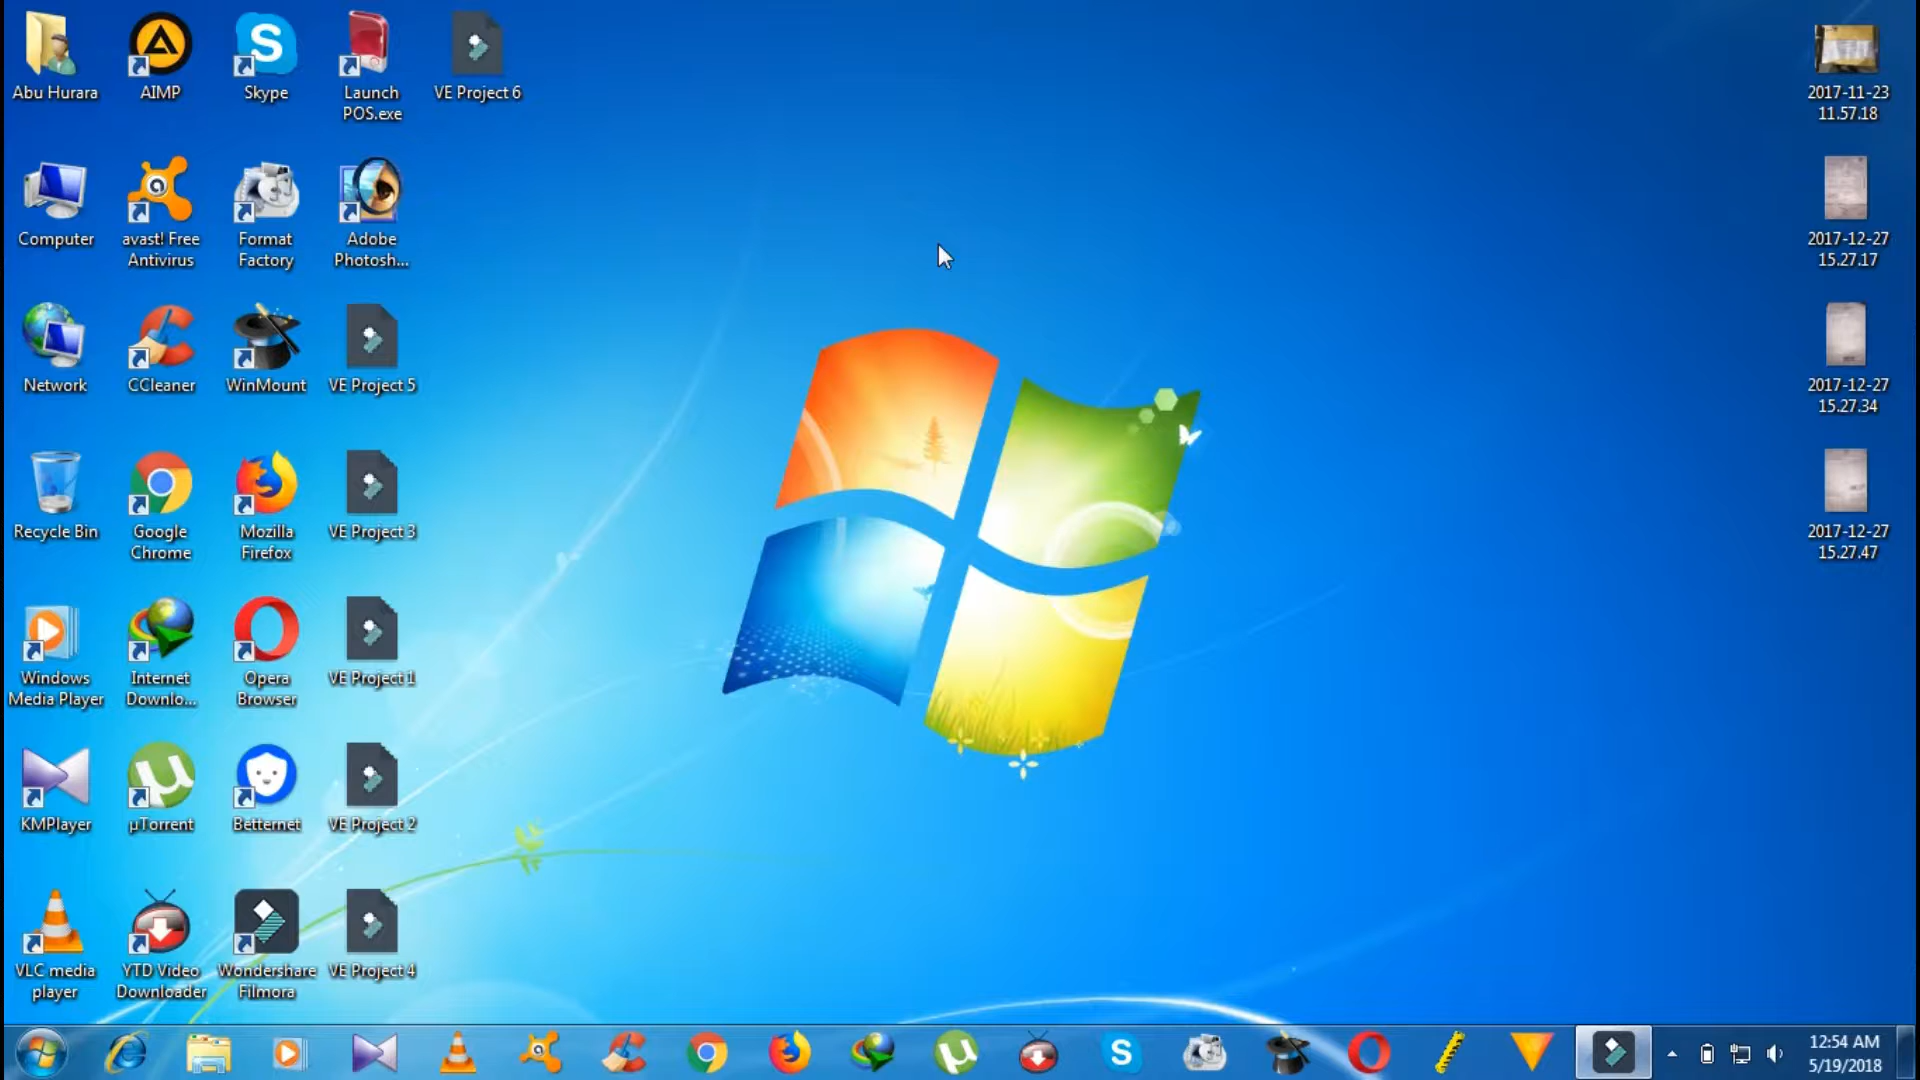 Abu Hurara
AIMP
Skype
Launch
POS.exe
VE Project 6
2017-11-23
11.57.18
Computer
avast! Free
Antivirus
Format
Factory
Adobe
Photosh...
2017-12-27
15.27.17
Network
CCleaner
WinMount
VE Project 5
2017-12-27
15.27.34
Recycle Bin
Google
Chrome
Mozilla
Firefox
VE Project 3
2017-12-27
15.27.47
Windows
Media Player
Internet
Downlo...
Opera
Browser
VE Project 1
KMPlayer
µTorrent
Betternet
VE Project 2
VLC media
player
YTD Video
Downloader
Wondershare
Filmora
VE Project 4
12:54 AM
5/19/2018